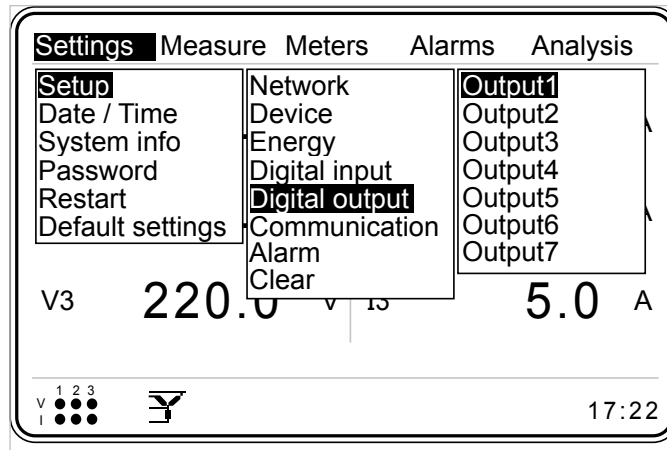 Settings Measure Meters Alarms Analysis
Setup
Date / Time
System info
Password
Restart
Default settings
Network
Device
Energy
Digital input
Digital output
Communication
Alarm
Clear
Output1
Output2
Output3
Output4
Output5
Output6
Output7
A
A
V3 220.0 V I3 5.0 A
1 2 3
V
I
17:22